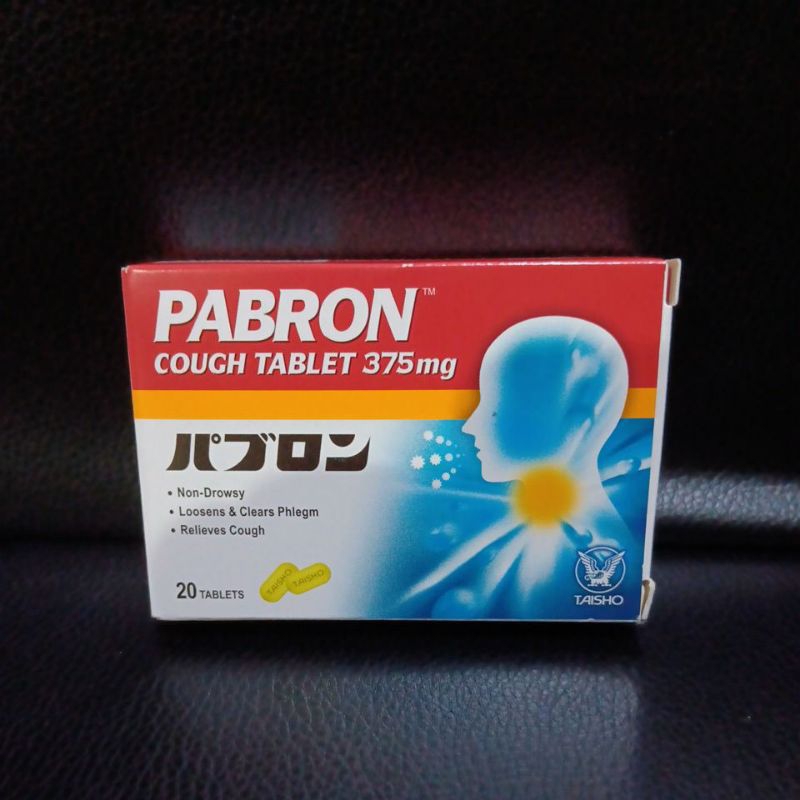 PABRON™
COUGH TABLET 375mg
パブロン
• Non-Drowsy
• Loosens & Clears Phlegm
• Relieves Cough
20 TABLETS
TAISHO
TAISHO
TAISHO